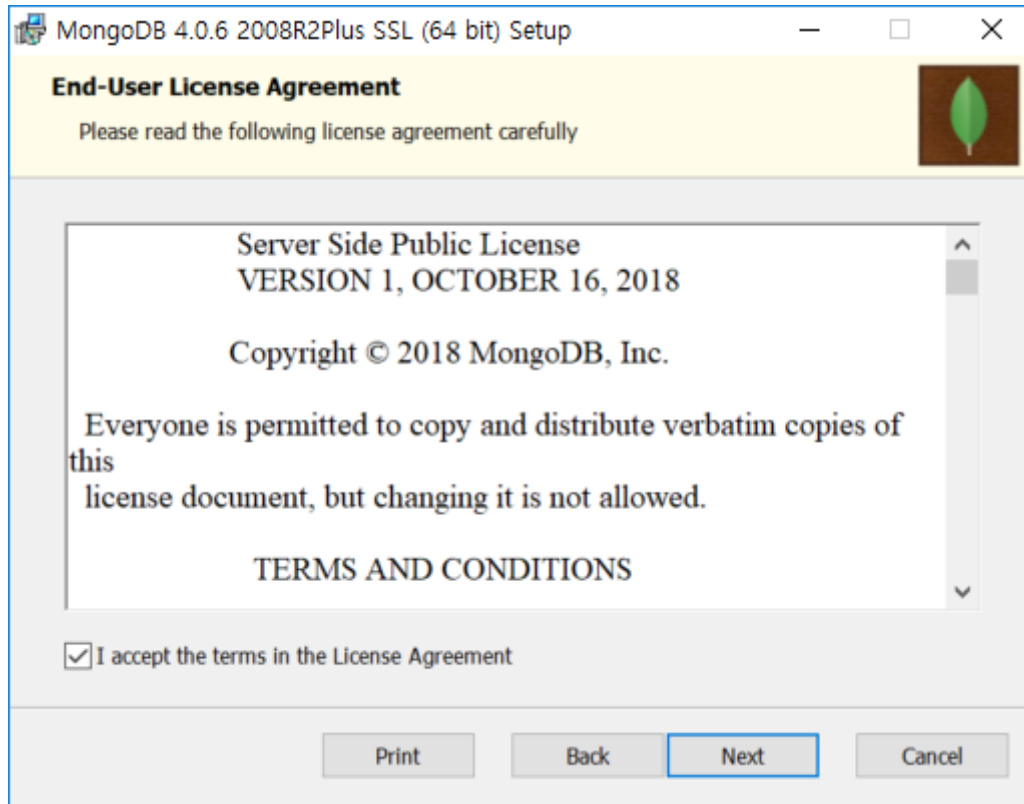 MongoDB 4.0.6 2008R2Plus SSL (64 bit) Setup
End-User License Agreement
Please read the following license agreement carefully
Server Side Public License
VERSION 1, OCTOBER 16, 2018
Copyright © 2018 MongoDB, Inc.
Everyone is permitted to copy and distribute verbatim copies of
this
license document, but changing it is not allowed.
TERMS AND CONDITIONS
I accept the terms in the License Agreement
Print Back Next Cancel